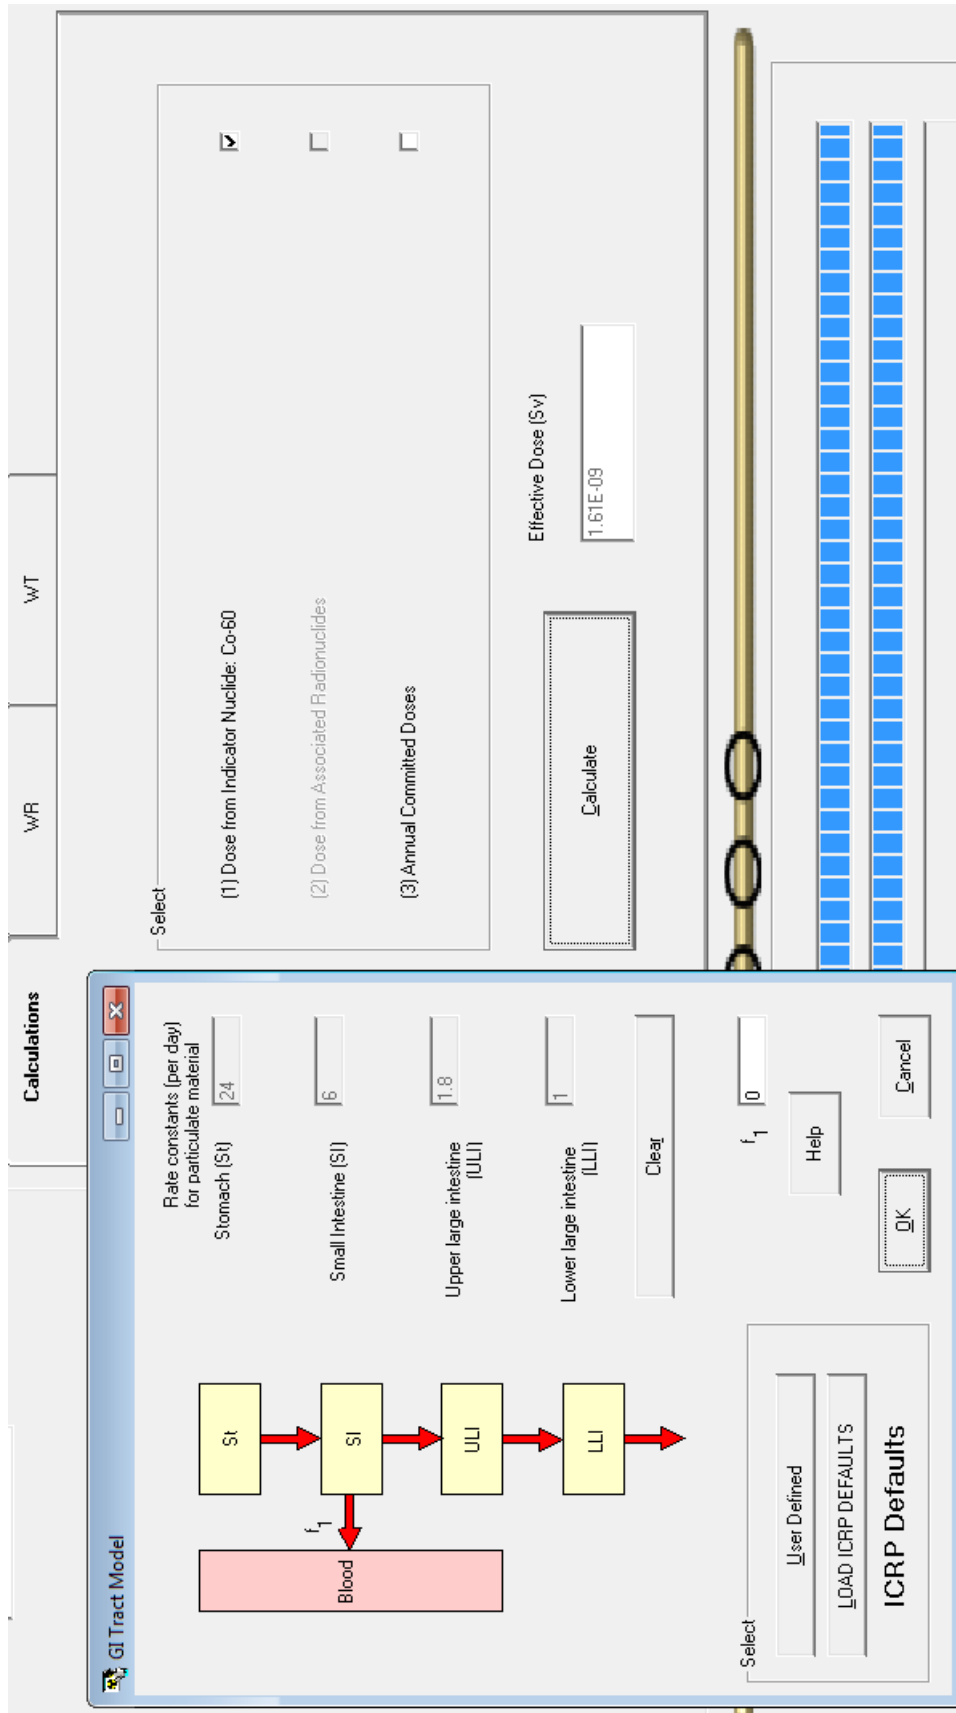 Calculations
WR
WT
Select
(1) Dose from Indicator Nuclide: Co-60
(2) Dose from Associated Radionuclides
(3) Annual Committed Doses
Calculate
Effective Dose (Sv)
1.61E-09
GI Tract Model
Blood
f1
St
SI
ULI
LLI
Rate constants (per day)
for particulate material
Stomach (St)
24
Small Intestine (SI)
6
Upper large intestine
(ULI)
1.8
Lower large intestine
(LLI)
1
Clear
f1
0
Select
User Defined
LOAD ICRP DEFAULTS
ICRP Defaults
Help
OK
Cancel